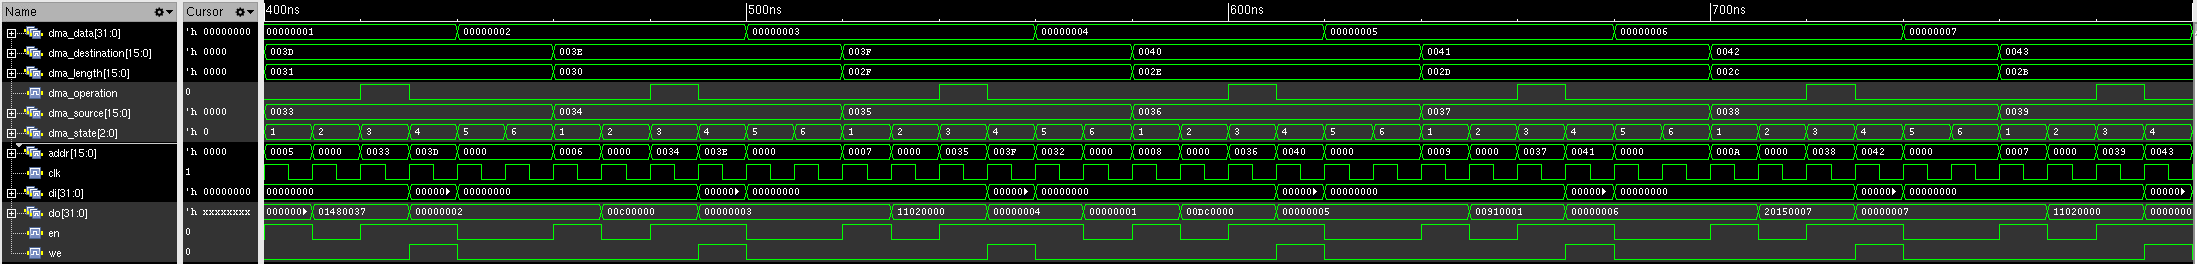 Name Cursor 400ns 500ns 600ns 700ns
dma_data[31:0] 'h 00000000 00000001 00000002 00000003 00000004 00000005 00000006 00000007
dma_destination[15:0] 'h 0000 003D 003E 003F 0040 0041 0042 0043
dma_length[15:0] 'h 0000 0031 0030 002F 002E 002D 002C 002B
dma_operation 0
dma_source[15:0] 'h 0000 0033 0034 0035 0036 0037 0038 0039
dma_state[2:0] 'h 0 1 2 3 4 5 6 1 2 3 4 5 6 1 2 3 4 5 6 1 2 3 4 5 6 1 2 3 4 5 6 1 2 3 4 5 6 1 2 3 4
addr[15:0] 'h 0000 0005 0000 0033 003D 0000 0006 0000 0034 003E 0000 0007 0000 0035 003F 0032 0000 0008 0000 0036 0040 0000 0009 0000 0037 0041 0000 000A 0000 0038 0042 0000 0007 0000 0039 0043
clk 1
di[31:0] 'h 00000000 00000000 00000 00000000 00000 00000000 00000 00000000 00000 00000000 00000 00000000 00000 00000000 00000
do[31:0] 'h xxxxxxxx 000000 01480037 00000002 00c00000 00000003 11020000 00000004 00000001 00DC0000 00000005 00910001 00000006 20150007 00000007 11020000 0000000
en 0
we 0